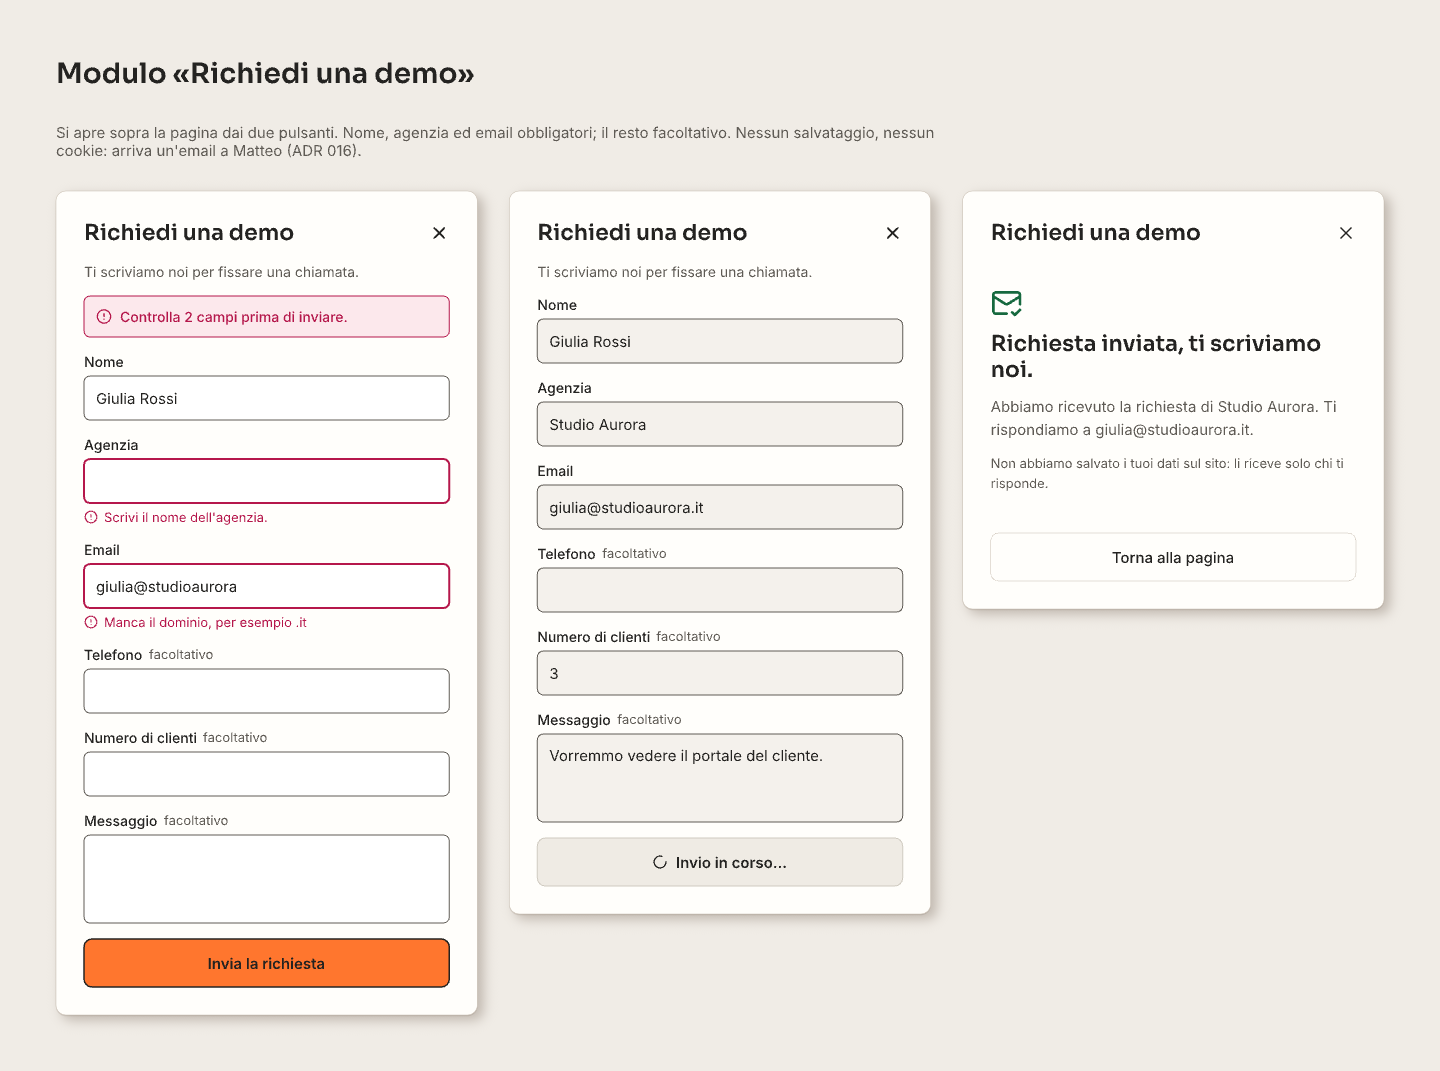 Modulo «Richiedi una demo»
Si apre sopra la pagina dai due pulsanti. Nome, agenzia ed email obbligatori; il resto facoltativo. Nessun salvataggio, nessun
cookie: arriva un'email a Matteo (ADR 016).
Richiedi una demo
Ti scriviamo noi per fissare una chiamata.
Controlla 2 campi prima di inviare.
Nome
Giulia Rossi
Agenzia
Scrivi il nome dell'agenzia.
Email
giulia@studioaurora
Manca il dominio, per esempio .it
Telefono facoltativo
Numero di clienti facoltativo
Messaggio facoltativo
Invia la richiesta
Richiedi una demo
Ti scriviamo noi per fissare una chiamata.
Nome
Giulia Rossi
Agenzia
Studio Aurora
Email
giulia@studioaurora.it
Telefono facoltativo
Numero di clienti facoltativo
3
Messaggio facoltativo
Vorremmo vedere il portale del cliente.
Invio in corso...
Richiedi una demo
Richiesta inviata, ti scriviamo
noi.
Abbiamo ricevuto la richiesta di Studio Aurora. Ti
rispondiamo a giulia@studioaurora.it.
Non abbiamo salvato i tuoi dati sul sito: li riceve solo chi ti
risponde.
Torna alla pagina